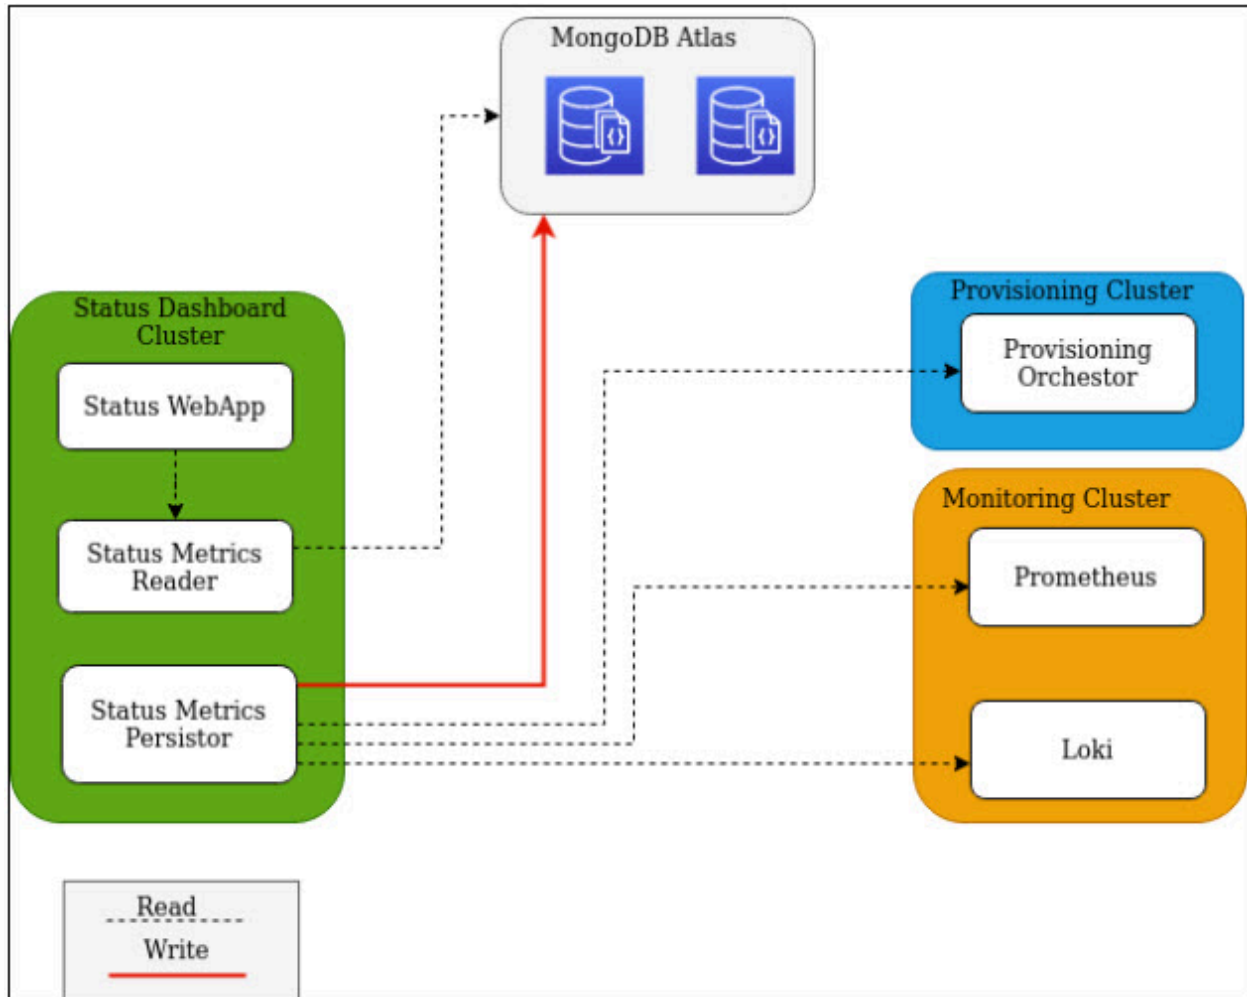 MongoDB Atlas
{}
{}
Status Dashboard
Cluster
Status WebApp
Status Metrics
Reader
Status Metrics
Persistor
Provisioning Cluster
Provisioning
Orchestor
Monitoring Cluster
Prometheus
Loki
Read
Write